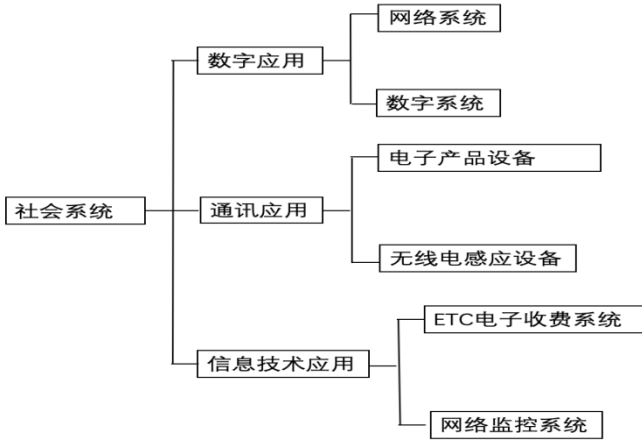 社会系统
数字应用
网络系统
数字系统
通讯应用
电子产品设备
无线电感应设备
信息技术应用
ETC电子收费系统
网络监控系统